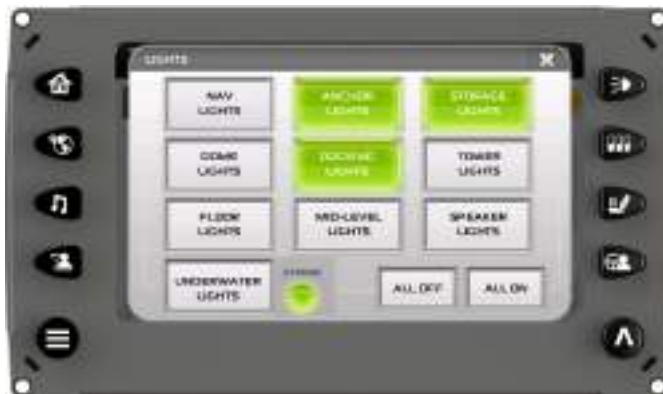 LIGHTS
NAV
LIGHTS
ANCHOR
LIGHTS
STORAGE
LIGHTS
DOME
LIGHTS
DOCKING
LIGHTS
TOWER
LIGHTS
FLOOR
LIGHTS
MID-LEVEL
LIGHTS
SPEAKER
LIGHTS
UNDERWATER
LIGHTS
ALL OFF
ALL ON